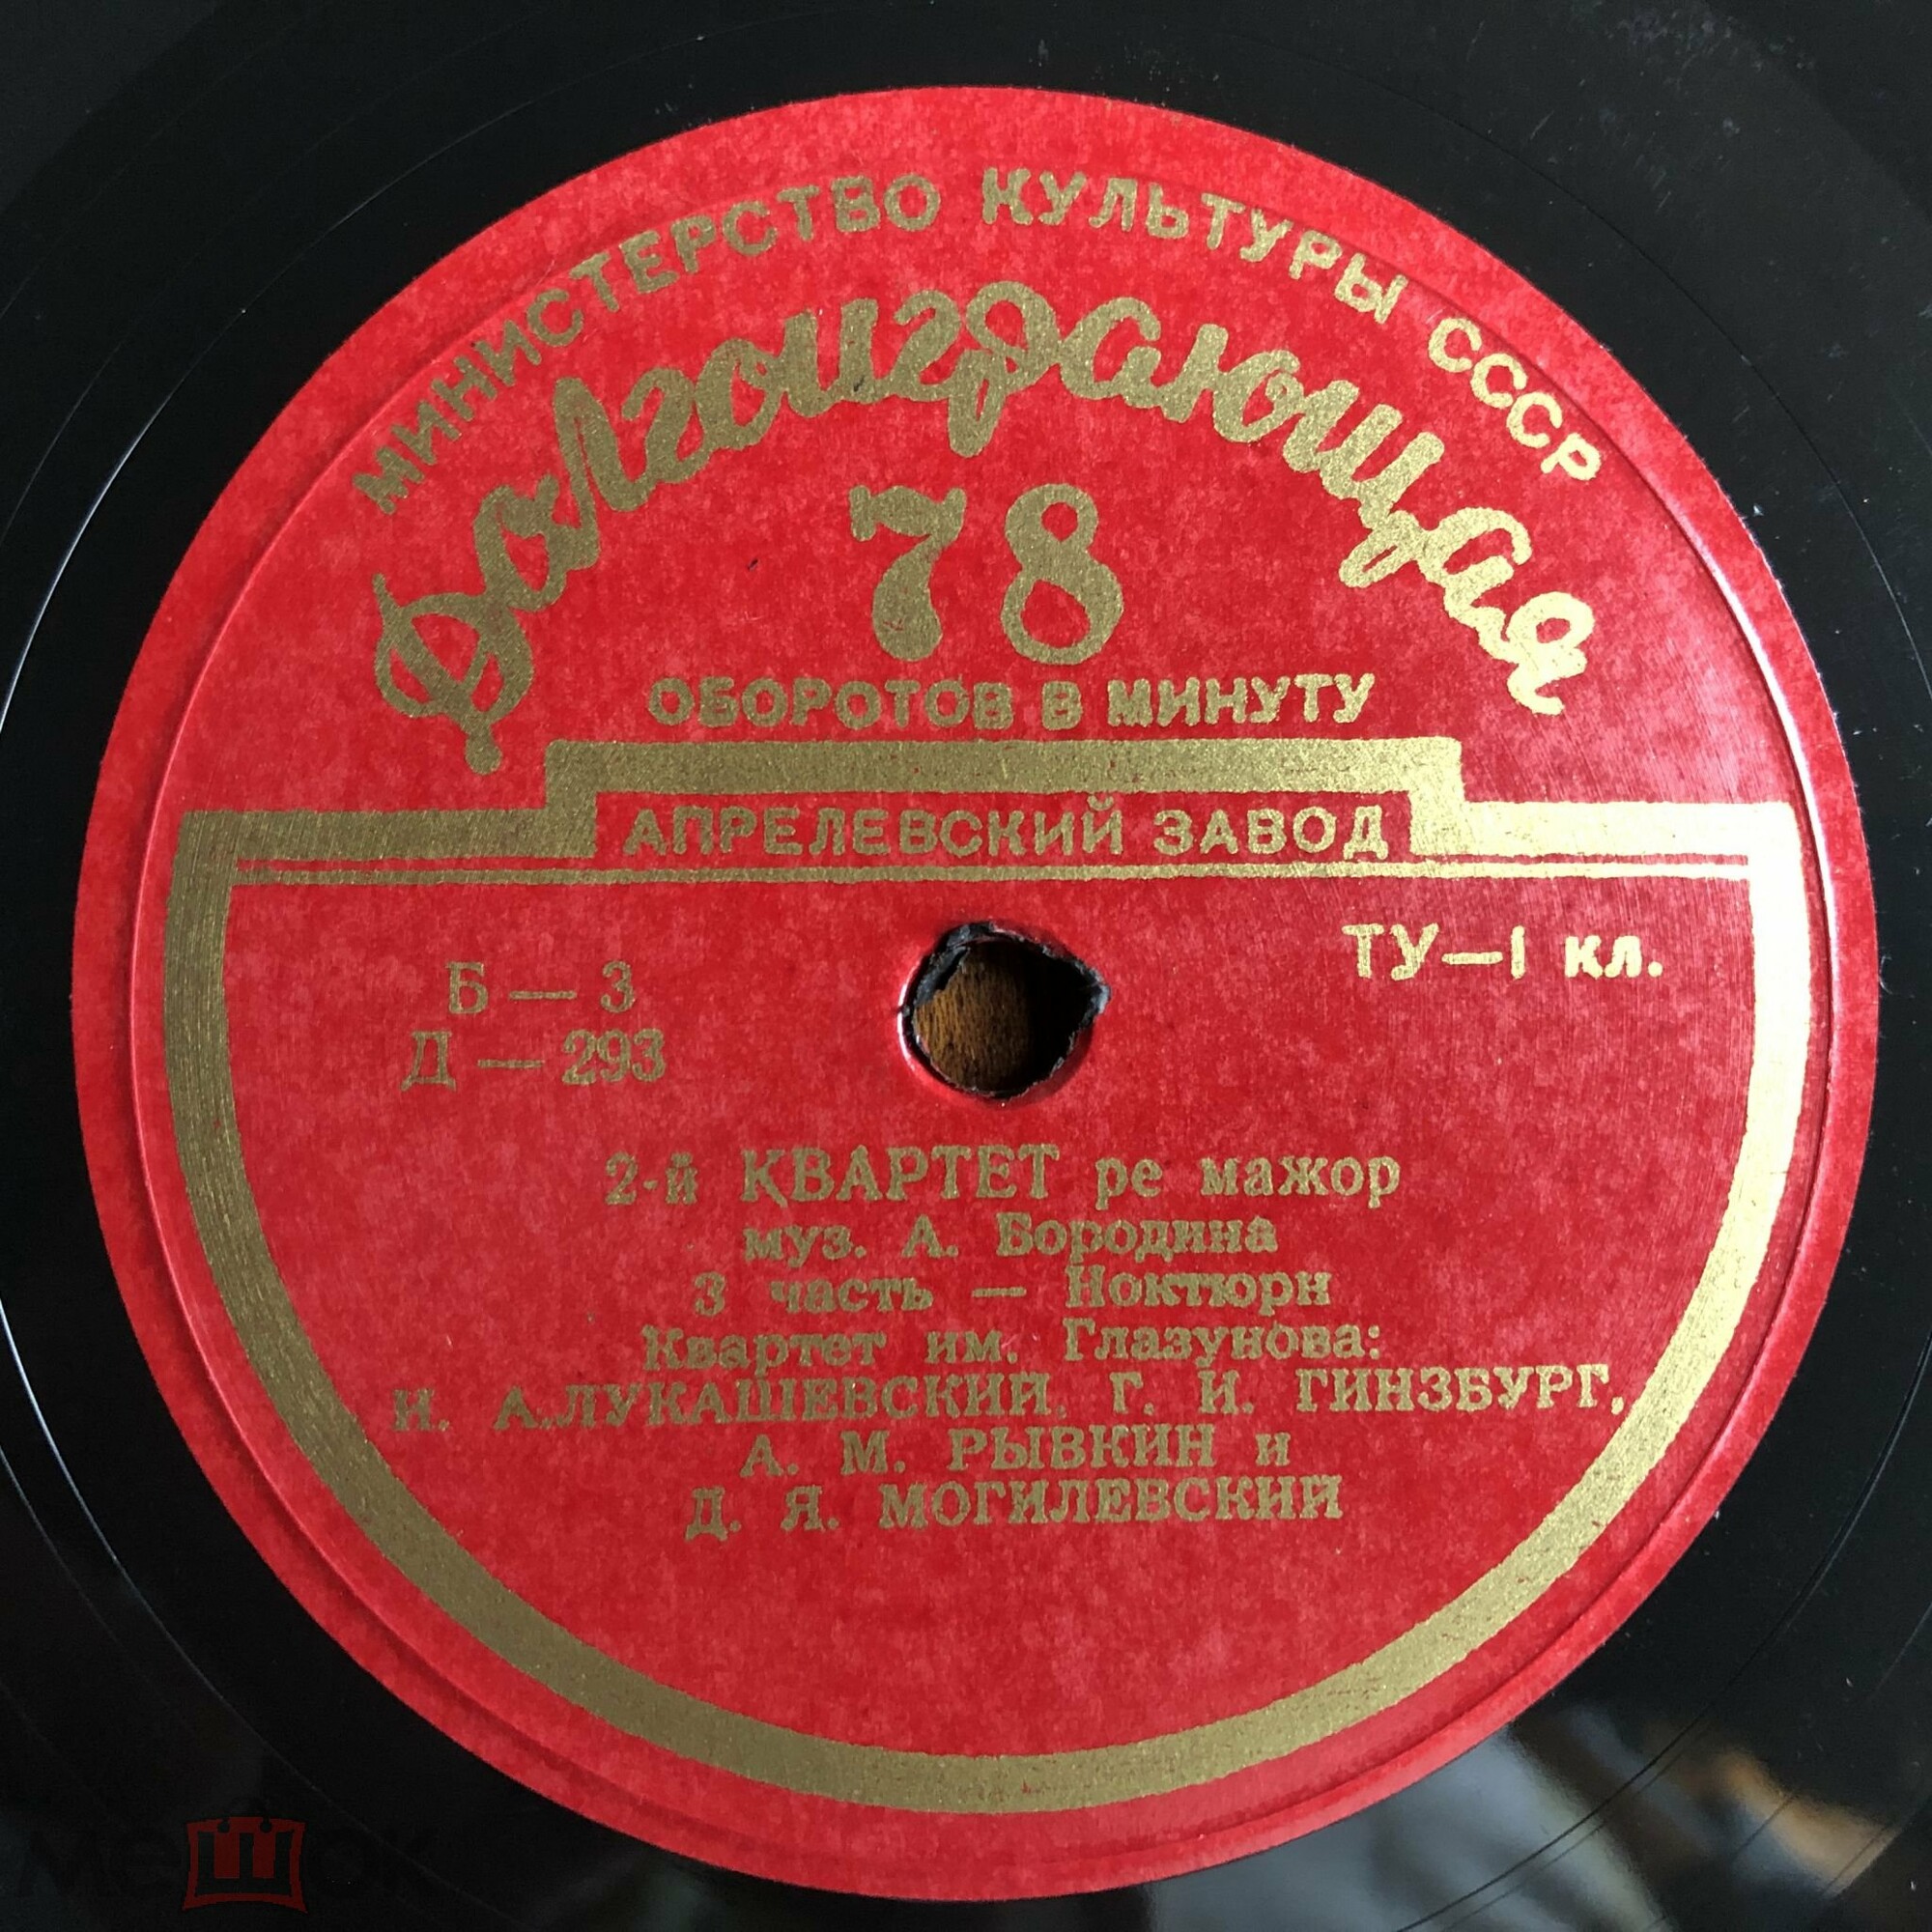 МИНИСТЕРСТВО КУЛЬТУРЫ СССР
Долгоиграющая
78
ОБОРОТОВ В МИНУТУ
АПРЕЛЕВСКИЙ ЗАВОД
ТУ—I кл.
Б — 3
Д — 293
2-й КВАРТЕТ ре мажор
муз. А. Бородина
3 часть — Ноктюрн
Квартет им. Глазунова:
И. А.ЛУКАШЕВСКИЙ, Г. И. ГИНЗБУРГ,
А. М. РЫВКИН и
Д. Я. МОГИЛЕВСКИЙ
мешок